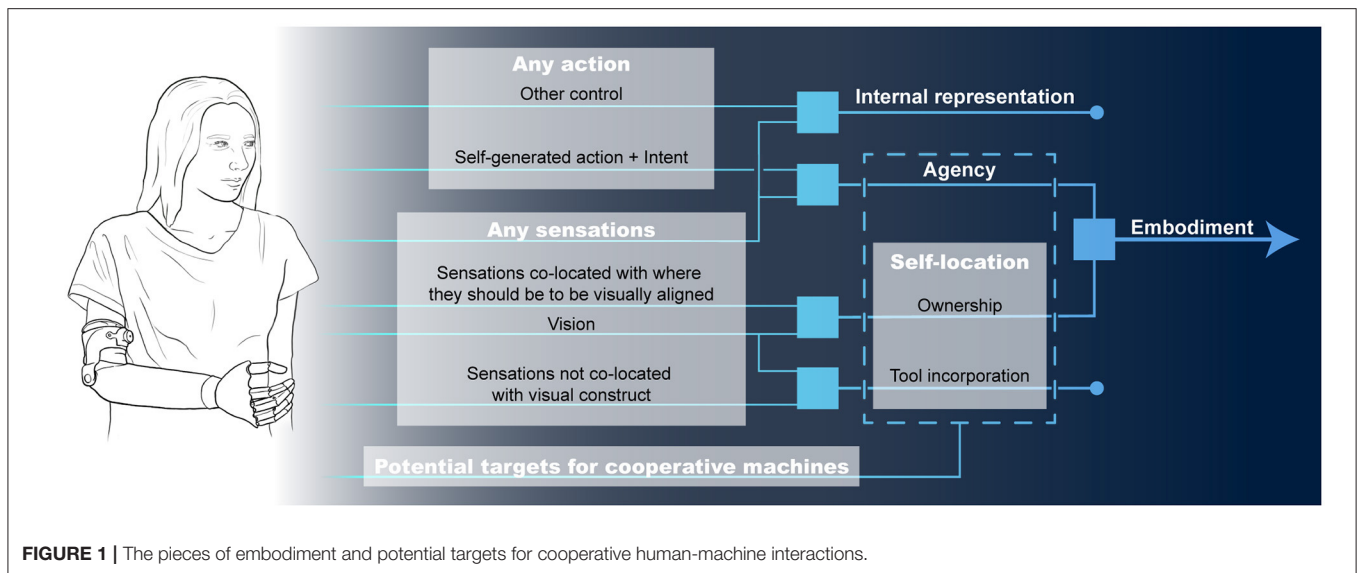 Any action
Other control
Internal representation
Self-generated action + Intent
Agency
Any sensations
Embodiment
Sensations co-located with where
they should be to be visually aligned
Self-location
Vision
Ownership
Sensations not co-located
with visual construct
Tool incorporation
Potential targets for cooperative machines
FIGURE 1 | The pieces of embodiment and potential targets for cooperative human-machine interactions.